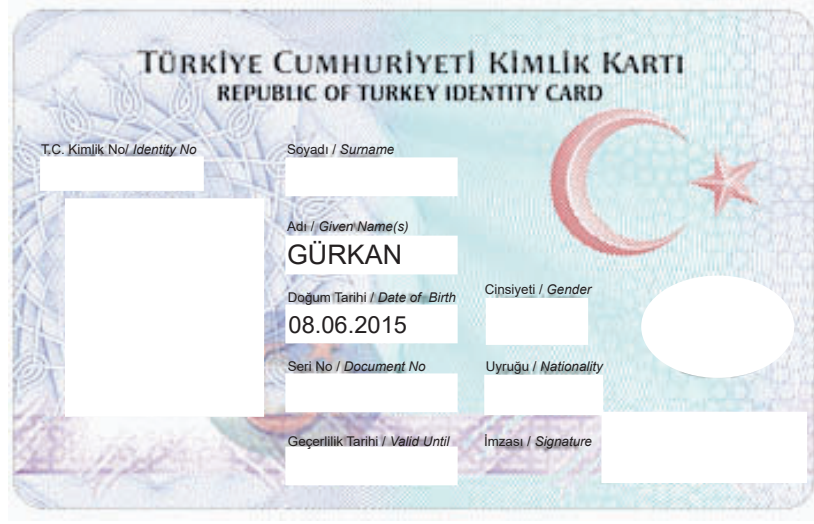 TÜRKİYE CUMHURİYETİ KİMLİK KARTI
REPUBLIC OF TURKEY IDENTITY CARD
T.C. Kimlik No/ Identity No
Soyadı / Surname
Adı / Given Name(s)
GÜRKAN
Doğum Tarihi / Date of Birth
Cinsiyeti / Gender
08.06.2015
Seri No / Document No
Uyruğu / Nationality
Geçerlilik Tarihi / Valid Until
İmzası / Signature